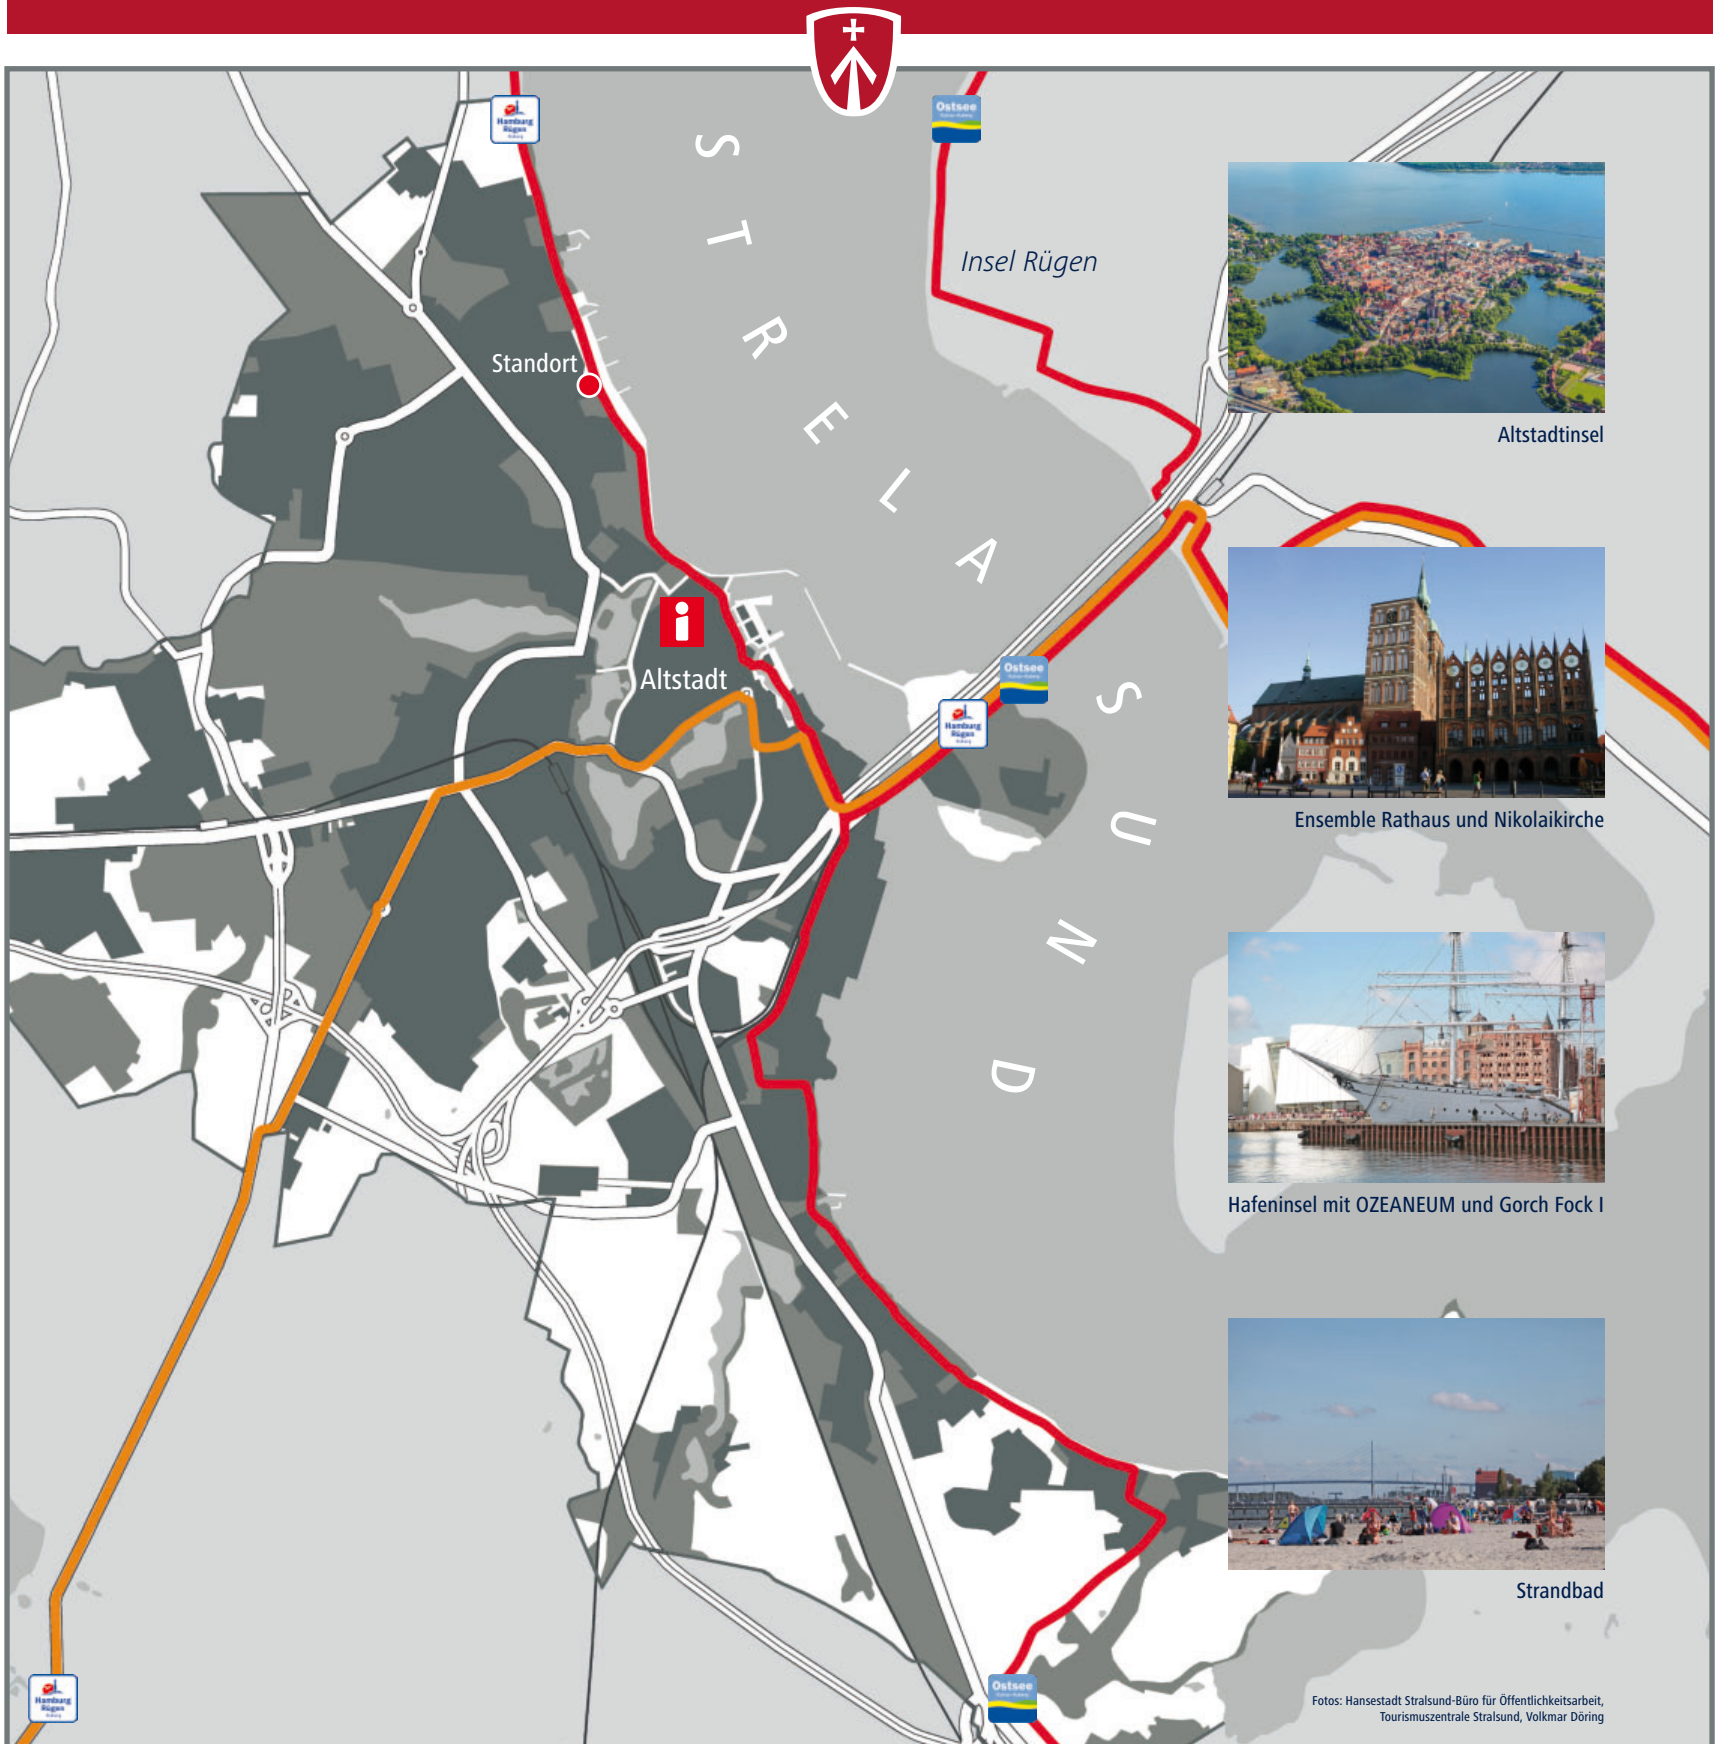 Hamburg
Rügen
Ostsee
STRELASUND
Insel Rügen
Standort
Altstadtinsel
Altstadt
Ostsee
Hamburg
Rügen
Ensemble Rathaus und Nikolaikirche
Hafeninsel mit OZEANEUM und Gorch Fock I
Strandbad
Hamburg
Rügen
Ostsee
Fotos: Hansestadt Stralsund-Büro für Öffentlichkeitsarbeit,
Tourismuszentrale Stralsund, Volkmar Döring